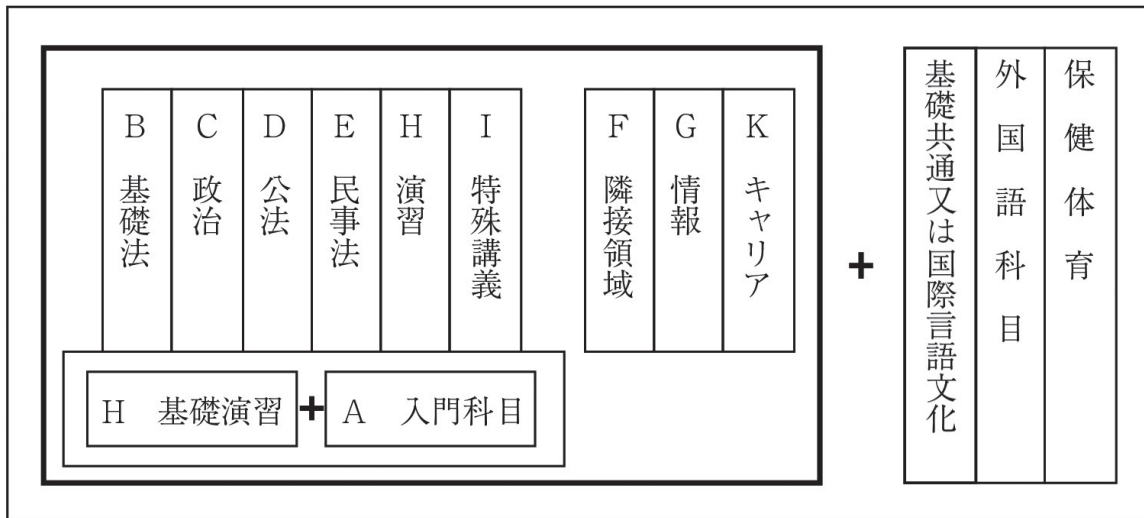 B 基礎法
C 政治
D 公法
E 民事法
H 演習
I 特殊講義
F 隣接領域
G 情報
K キャリア
H 基礎演習
+
A 入門科目
+
基礎共通又は国際言語文化
外国語科目
保健体育